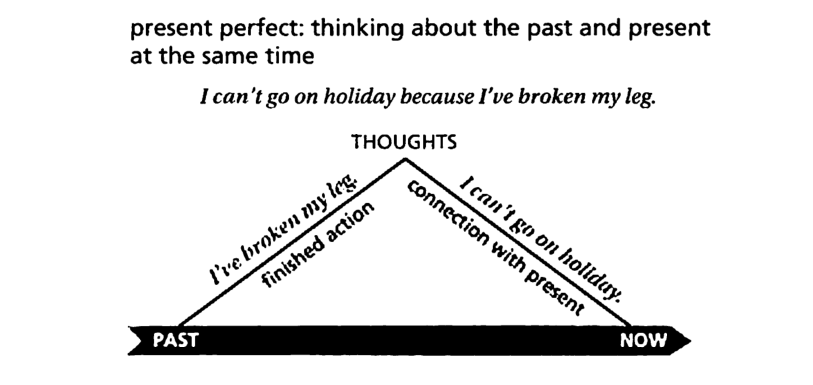 present perfect: thinking about the past and present
at the same time
I can't go on holiday because I've broken my leg.
THOUGHTS
I've broken my leg.
finished action
I can't go on holiday.
connection with present
PAST
NOW